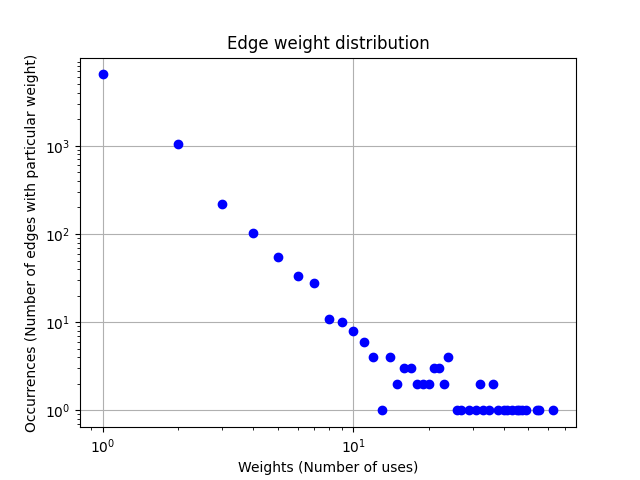 Edge weight distribution
Occurrences (Number of edges with particular weight)
10³
10²
10¹
10⁰
10⁰ 10¹
Weights (Number of uses)